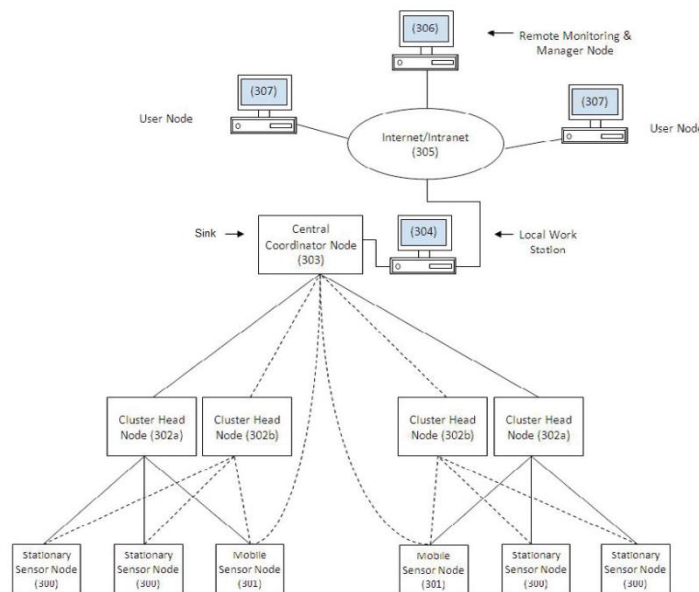 (306)
Remote Monitoring &
Manager Node
(307)
User Node
(307)
User Node
Internet/Intranet
(305)
Sink
Central
Coordinator Node
(303)
(304)
Local Work
Station
Cluster Head
Node (302a)
Cluster Head
Node (302b)
Cluster Head
Node (302b)
Cluster Head
Node (302a)
Stationary
Sensor Node
(300)
Stationary
Sensor Node
(300)
Mobile
Sensor Node
(301)
Mobile
Sensor Node
(301)
Stationary
Sensor Node
(300)
Stationary
Sensor Node
(300)